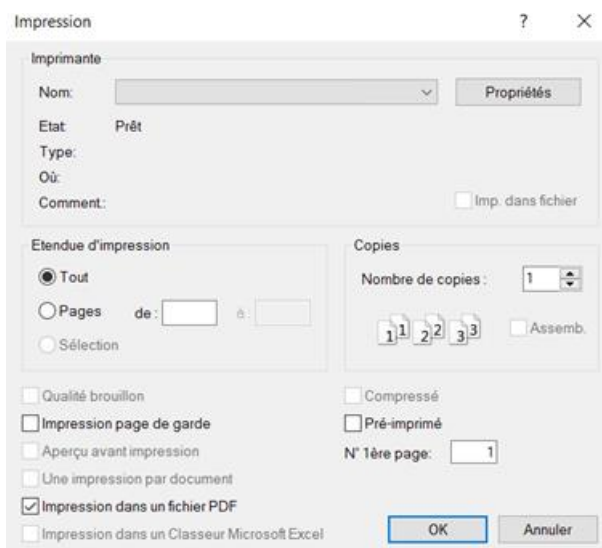 Impression ? ×
Imprimante
Nom: Propriétés
Etat: Prêt
Type:
Où:
Comment.: Imp. dans fichier
Etendue d'impression
Tout
Pages de : à :
Sélection
Copies
Nombre de copies : 1
1 1 2 2 3 3 Assemb.
Qualité brouillon
Impression page de garde
Aperçu avant impression
Une impression par document
Impression dans un fichier PDF
Impression dans un Classeur Microsoft Excel
Compressé
Pré-imprimé
N° 1ère page: 1
OK Annuler